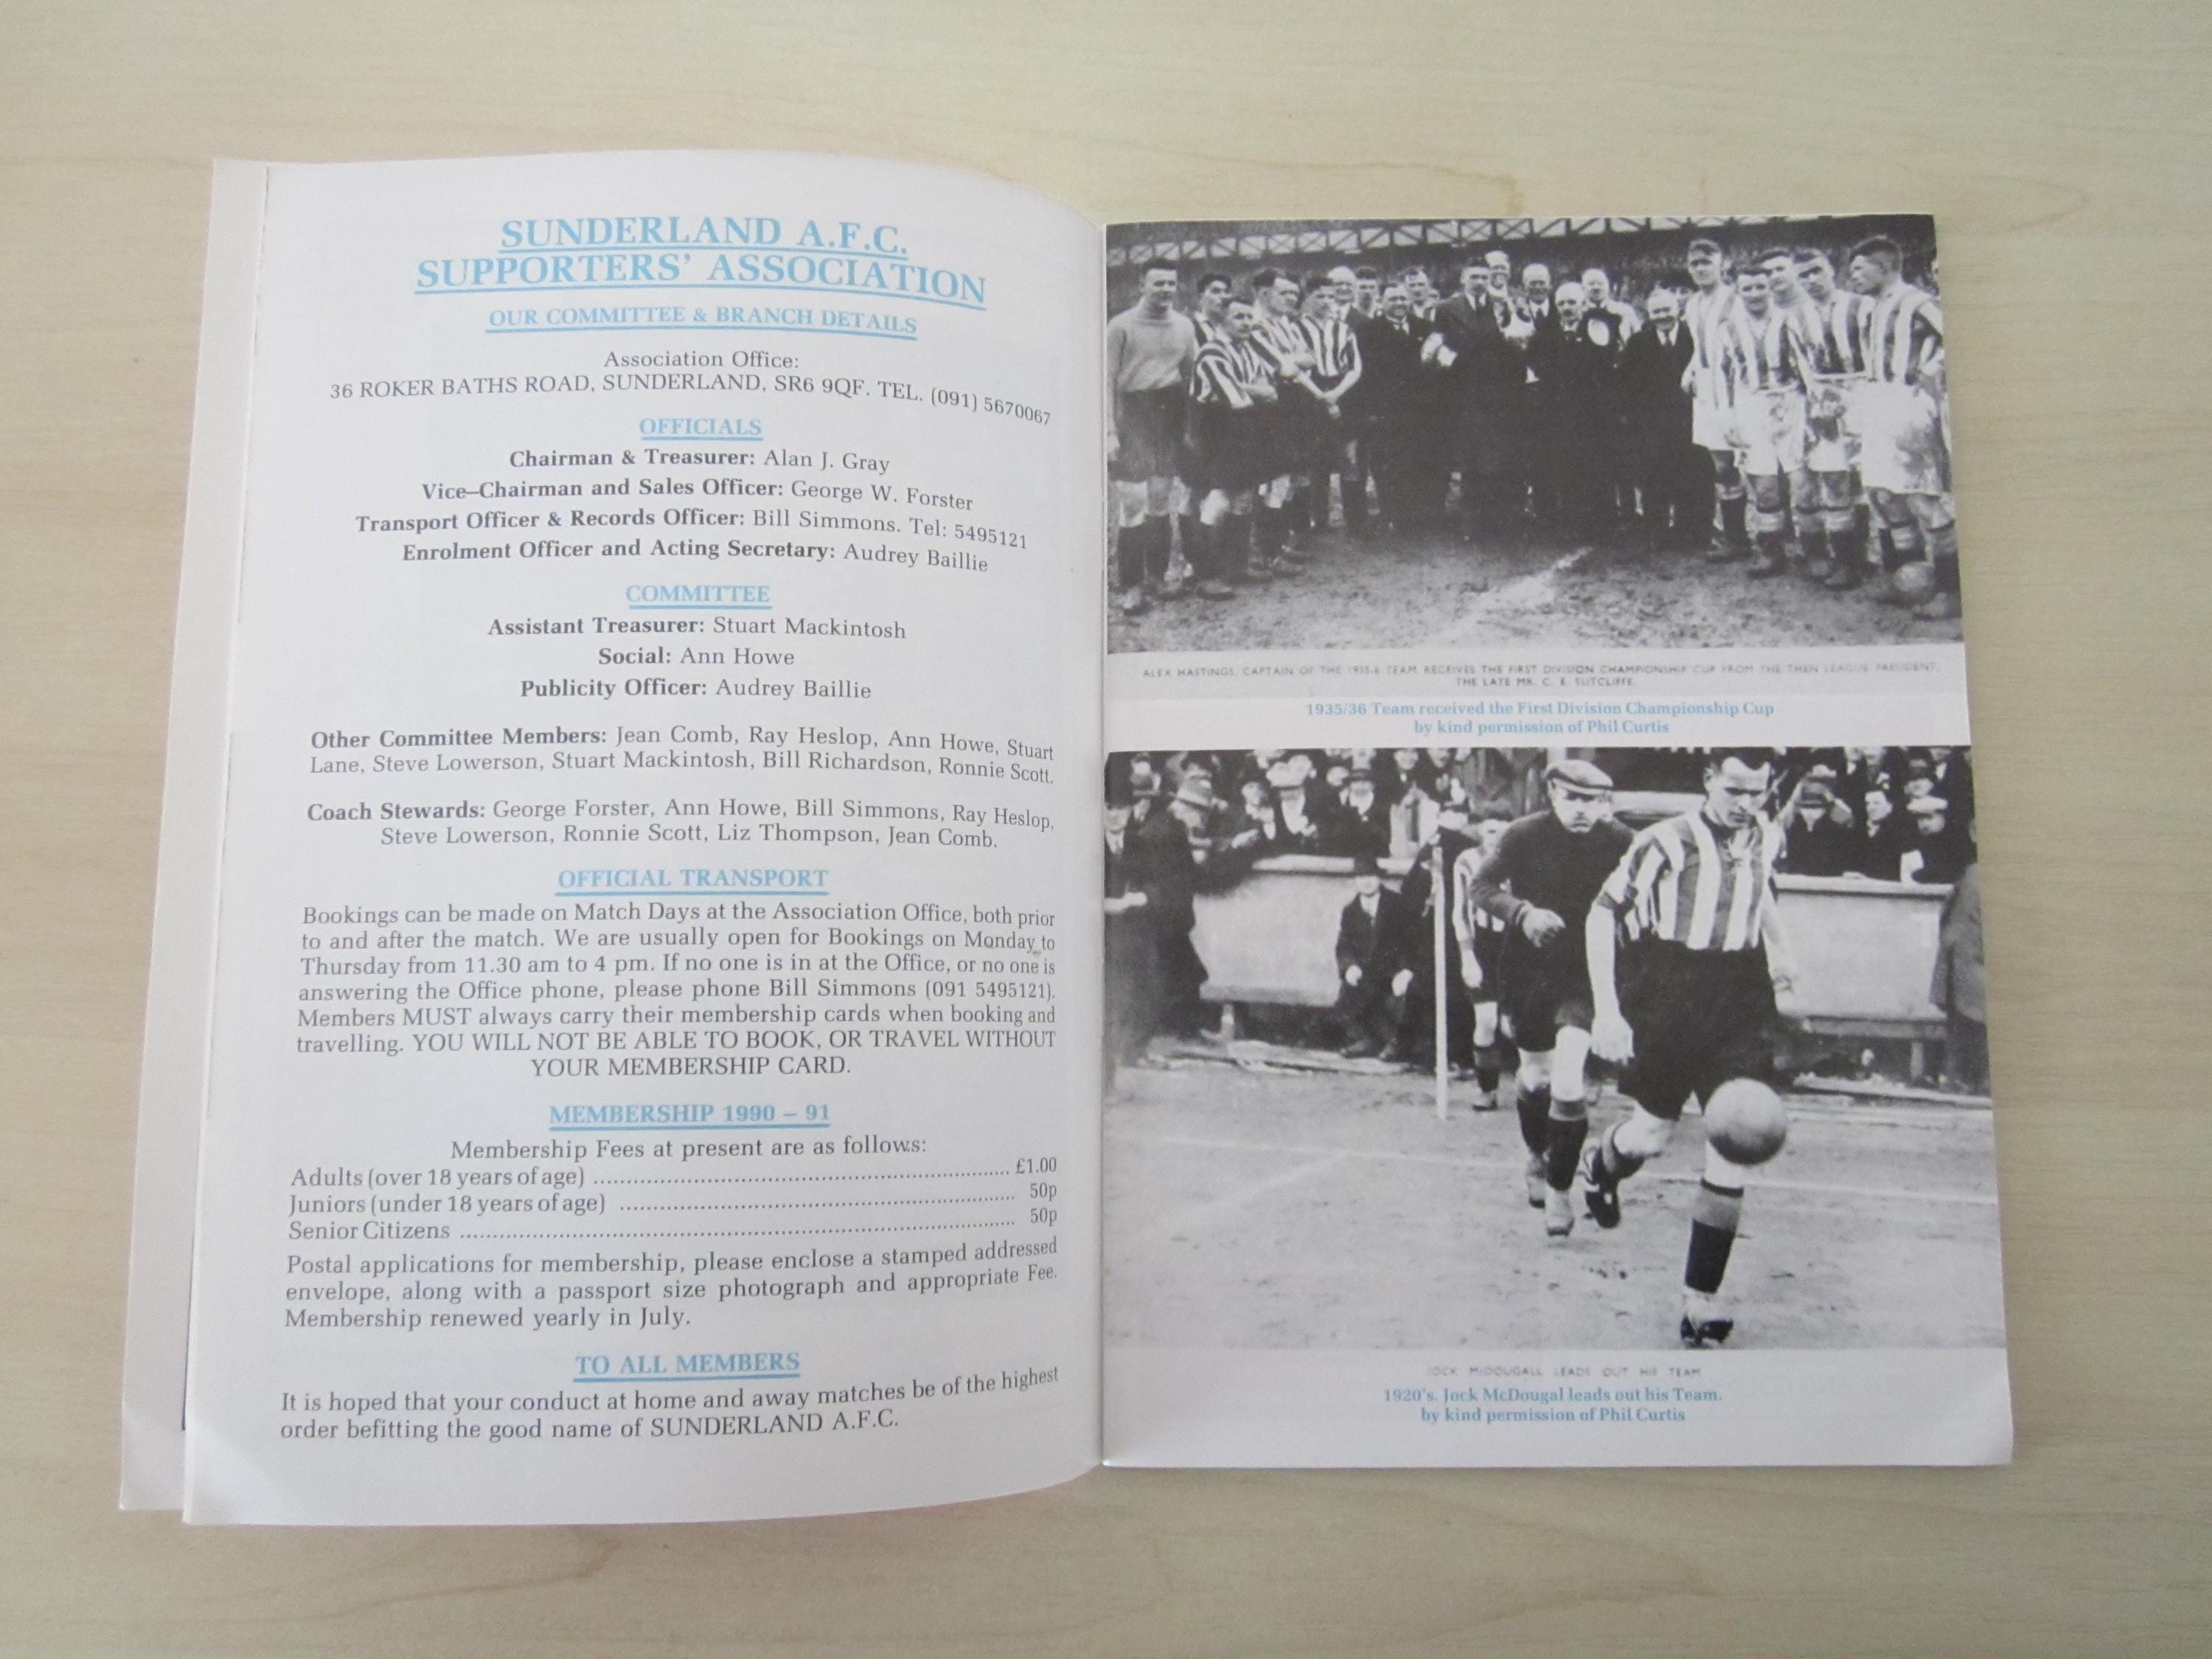 SUNDERLAND A.F.C.
SUPPORTERS' ASSOCIATION
OUR COMMITTEE & BRANCH DETAILS
Association Office:
36 ROKER BATHS ROAD, SUNDERLAND, SR6 9QF. TEL. (091) 5670067
OFFICIALS
Chairman & Treasurer: Alan J. Gray
Vice–Chairman and Sales Officer: George W. Forster
Transport Officer & Records Officer: Bill Simmons. Tel: 5495121
Enrolment Officer and Acting Secretary: Audrey Baillie
COMMITTEE
Assistant Treasurer: Stuart Mackintosh
Social: Ann Howe
Publicity Officer: Audrey Baillie
Other Committee Members: Jean Comb, Ray Heslop, Ann Howe, Stuart
Lane, Steve Lowerson, Stuart Mackintosh, Bill Richardson, Ronnie Scott.
Coach Stewards: George Forster, Ann Howe, Bill Simmons, Ray Heslop,
Steve Lowerson, Ronnie Scott, Liz Thompson, Jean Comb.
OFFICIAL TRANSPORT
Bookings can be made on Match Days at the Association Office, both prior
to and after the match. We are usually open for Bookings on Monday to
Thursday from 11.30 am to 4 pm. If no one is in at the Office, or no one is
answering the Office phone, please phone Bill Simmons (091 5495121).
Members MUST always carry their membership cards when booking and
travelling. YOU WILL NOT BE ABLE TO BOOK, OR TRAVEL WITHOUT
YOUR MEMBERSHIP CARD.
MEMBERSHIP 1990 – 91
Membership Fees at present are as follows:
Adults (over 18 years of age) ........ £1.00
Juniors (under 18 years of age) ........ 50p
Senior Citizens ........ 50p
Postal applications for membership, please enclose a stamped addressed
envelope, along with a passport size photograph and appropriate Fee.
Membership renewed yearly in July.
TO ALL MEMBERS
It is hoped that your conduct at home and away matches be of the highest
order befitting the good name of SUNDERLAND A.F.C.
ALEX HASTINGS, CAPTAIN OF THE 1935-6 TEAM RECEIVES THE FIRST DIVISION CHAMPIONSHIP CUP FROM THE THEN LEAGUE PRESIDENT,
THE LATE MR. C. E. SUTCLIFFE.
1935/36 Team received the First Division Championship Cup
by kind permission of Phil Curtis
JOCK McDOUGALL LEADS OUT HIS TEAM
1920's. Jock McDougal leads out his Team.
by kind permission of Phil Curtis